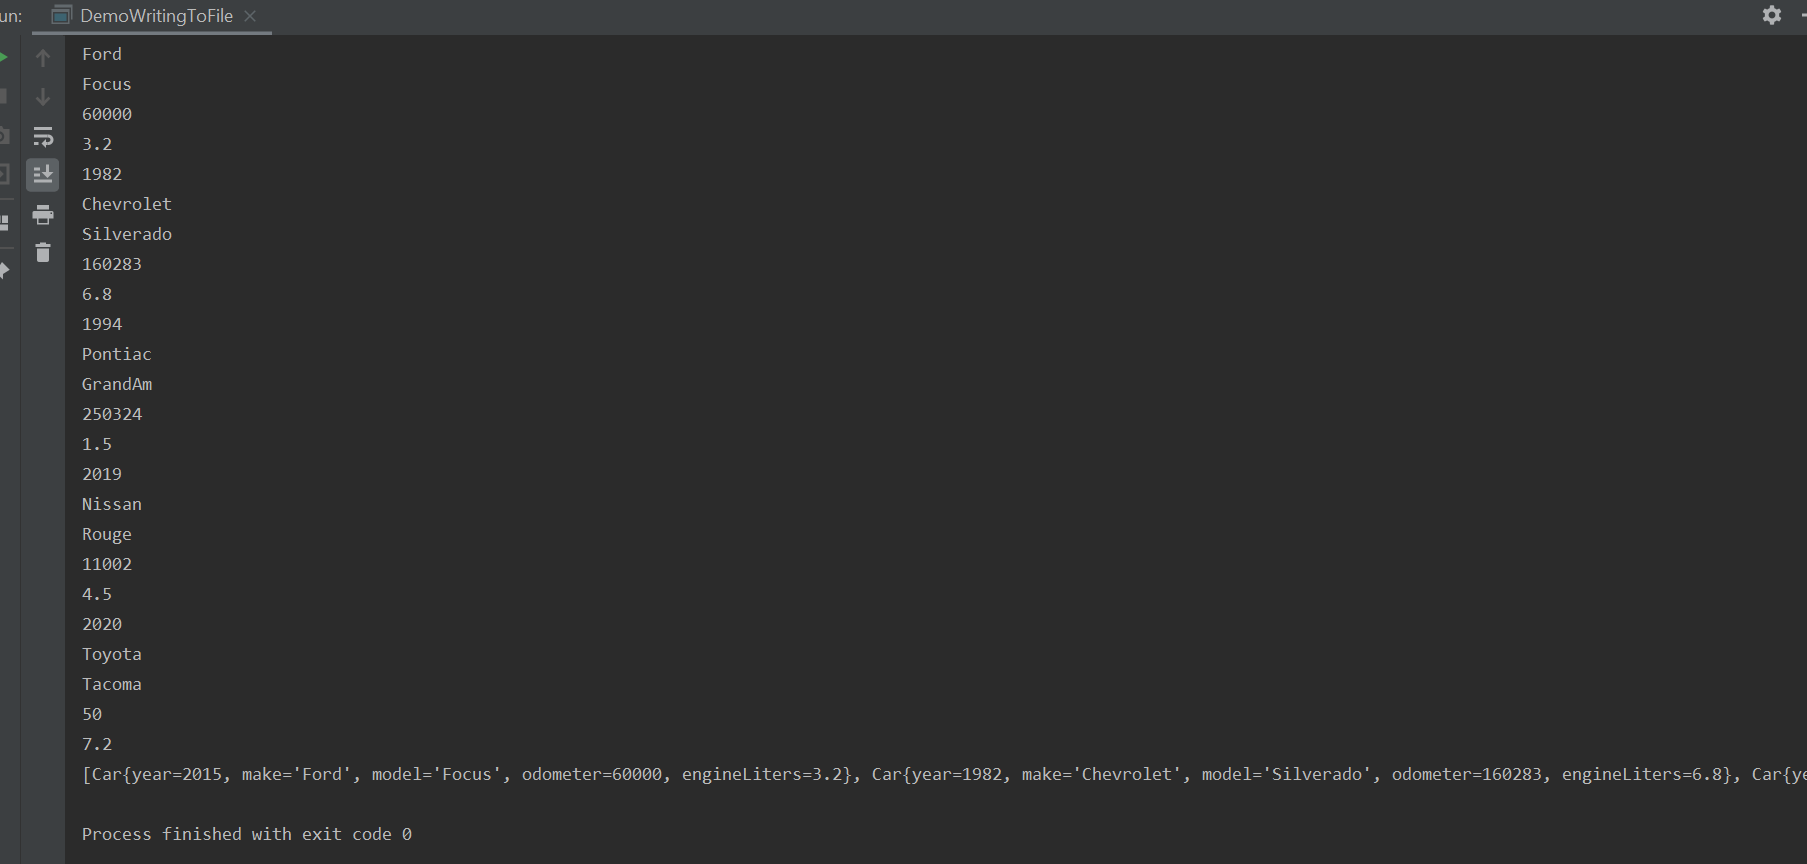 un: DemoWritingToFile
Ford
Focus
60000
3.2
1982
Chevrolet
Silverado
160283
6.8
1994
Pontiac
GrandAm
250324
1.5
2019
Nissan
Rouge
11002
4.5
2020
Toyota
Tacoma
50
7.2
[Car{year=2015, make='Ford', model='Focus', odometer=60000, engineLiters=3.2}, Car{year=1982, make='Chevrolet', model='Silverado', odometer=160283, engineLiters=6.8}, Car{ye
Process finished with exit code 0